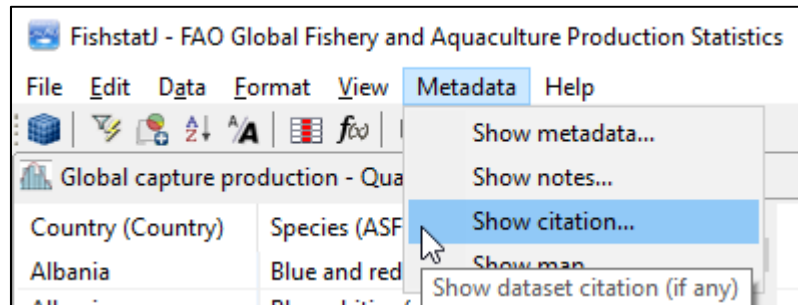 FishstatJ - FAO Global Fishery and Aquaculture Production Statistics
File Edit Data Format View Metadata Help
Show metadata...
Global capture production - Qua
Show notes...
Country (Country) Species (ASF
Show citation...
Albania Blue and red
Show map
Show dataset citation (if any)